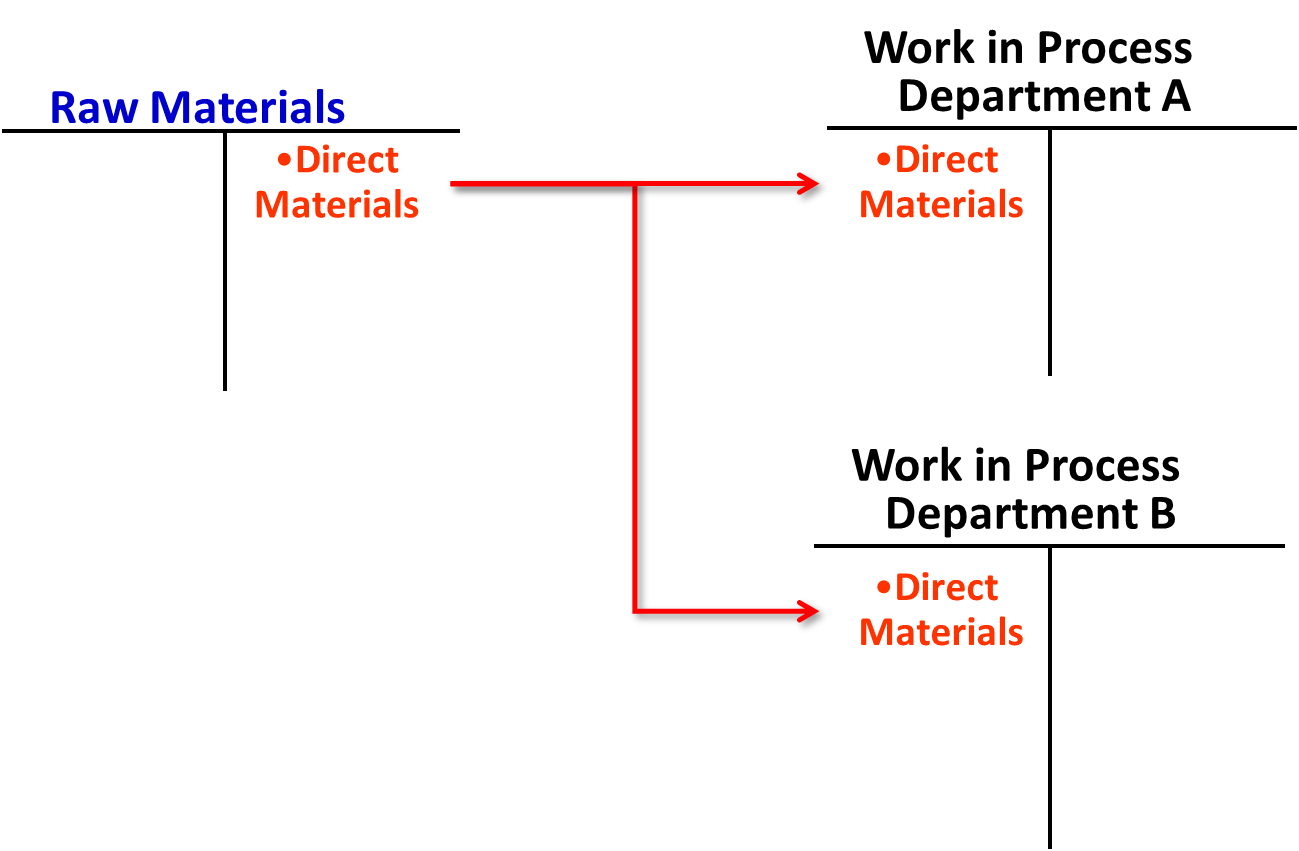 Raw Materials
•Direct
Materials
Work in Process
Department A
•Direct
Materials
Work in Process
Department B
•Direct
Materials